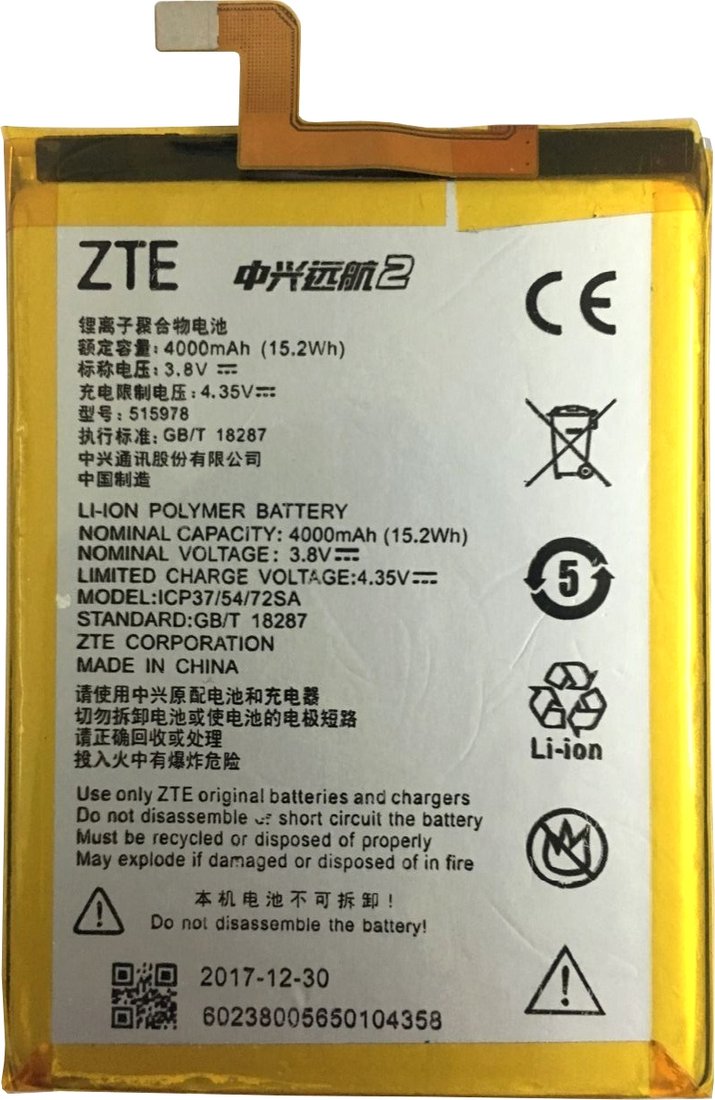 ZTE 中兴远航2
CE
锂离子聚合物电池
额定容量: 4000mAh (15.2Wh)
标称电压: 3.8V
充电限制电压: 4.35V
型号: 515978
执行标准: GB/T 18287
中兴通讯股份有限公司
中国制造
LI-ION POLYMER BATTERY
NOMINAL CAPACITY: 4000mAh (15.2Wh)
NOMINAL VOLTAGE: 3.8V
LIMITED CHARGE VOLTAGE:4.35V
MODEL:ICP37/54/72SA
STANDARD:GB/T 18287
ZTE CORPORATION
MADE IN CHINA
5
请使用中兴原配电池和充电器
切勿拆卸电池或使电池的电极短路
请正确回收或处理
投入火中有爆炸危险
Li-ion
Use only ZTE original batteries and chargers
Do not disassemble or short circuit the battery
Must be recycled or disposed of properly
May explode if damaged or disposed of in fire
本机电池不可拆卸!
Do not disassemble the battery!
2017-12-30
60238005650104358